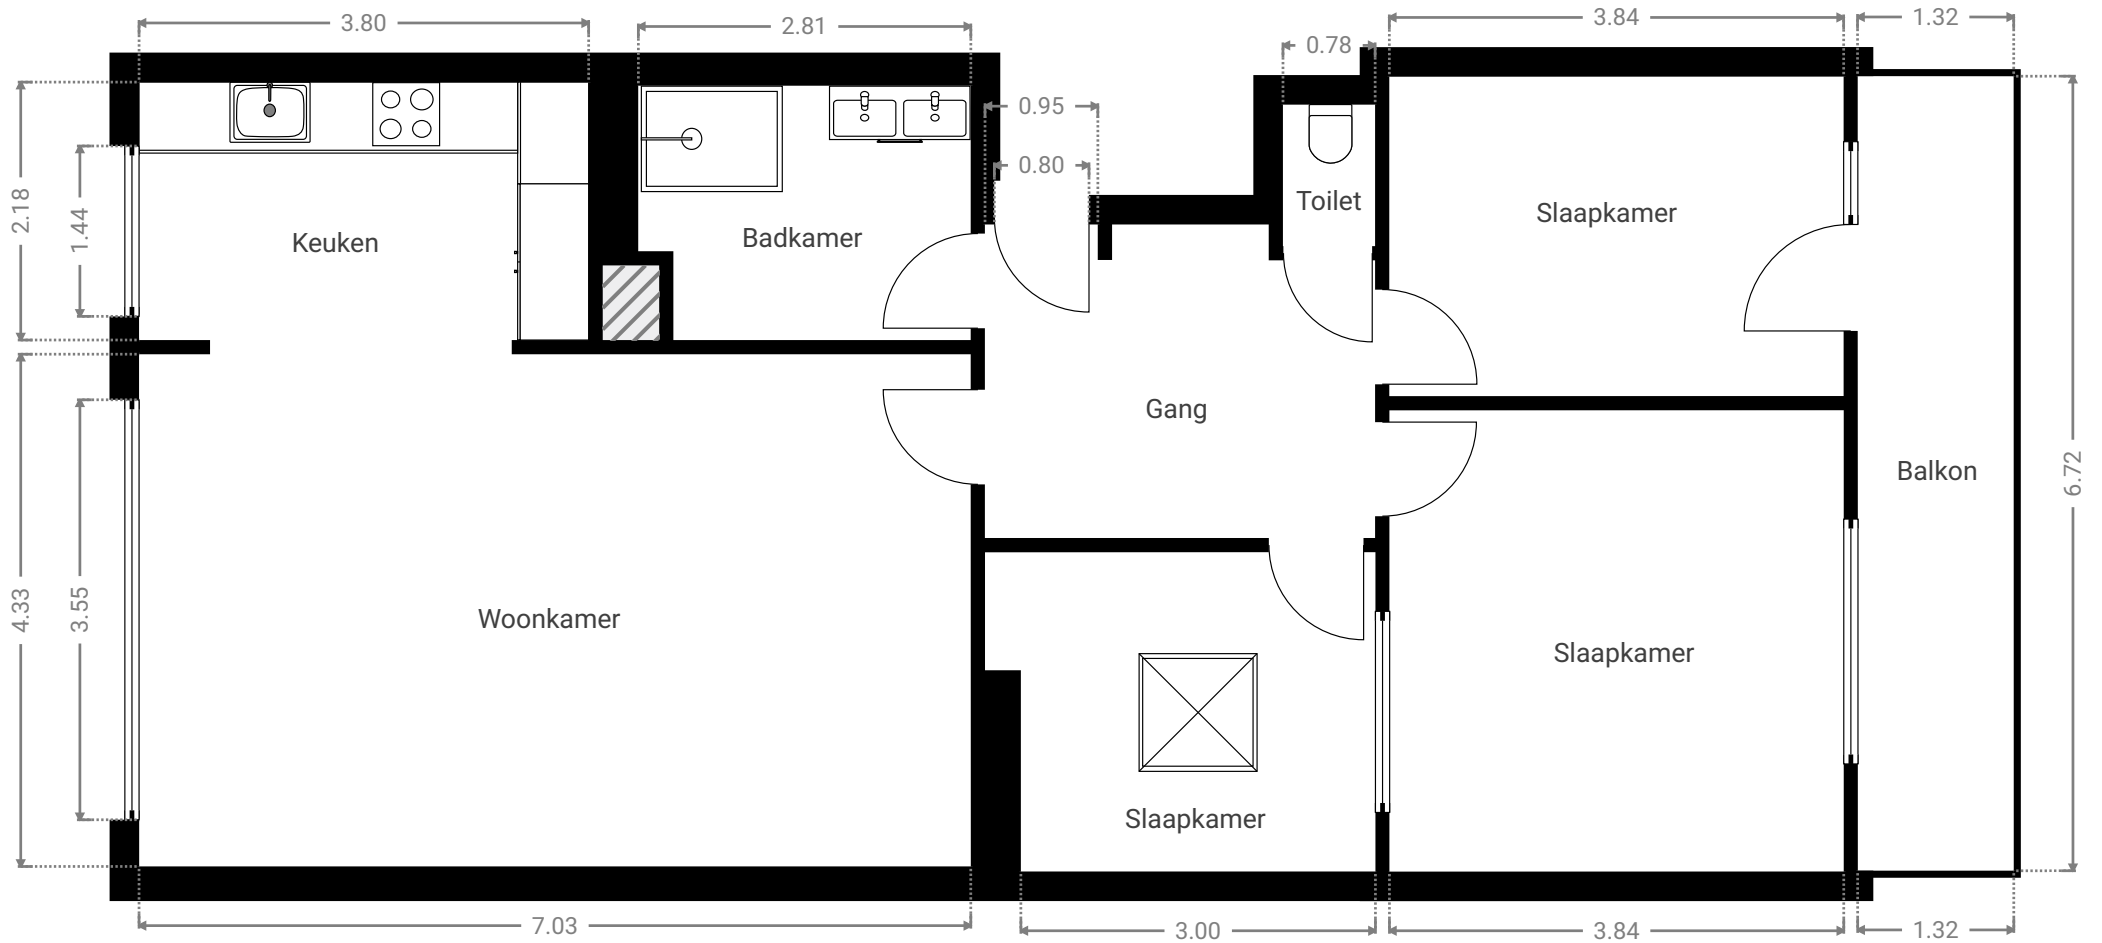 3.80
2.81
0.78
3.84
1.32
0.95
0.80
2.18
1.44
Keuken
Badkamer
Toilet
Slaapkamer
Gang
Balkon
6.72
4.33
3.55
Woonkamer
Slaapkamer
Slaapkamer
7.03
3.00
3.84
1.32